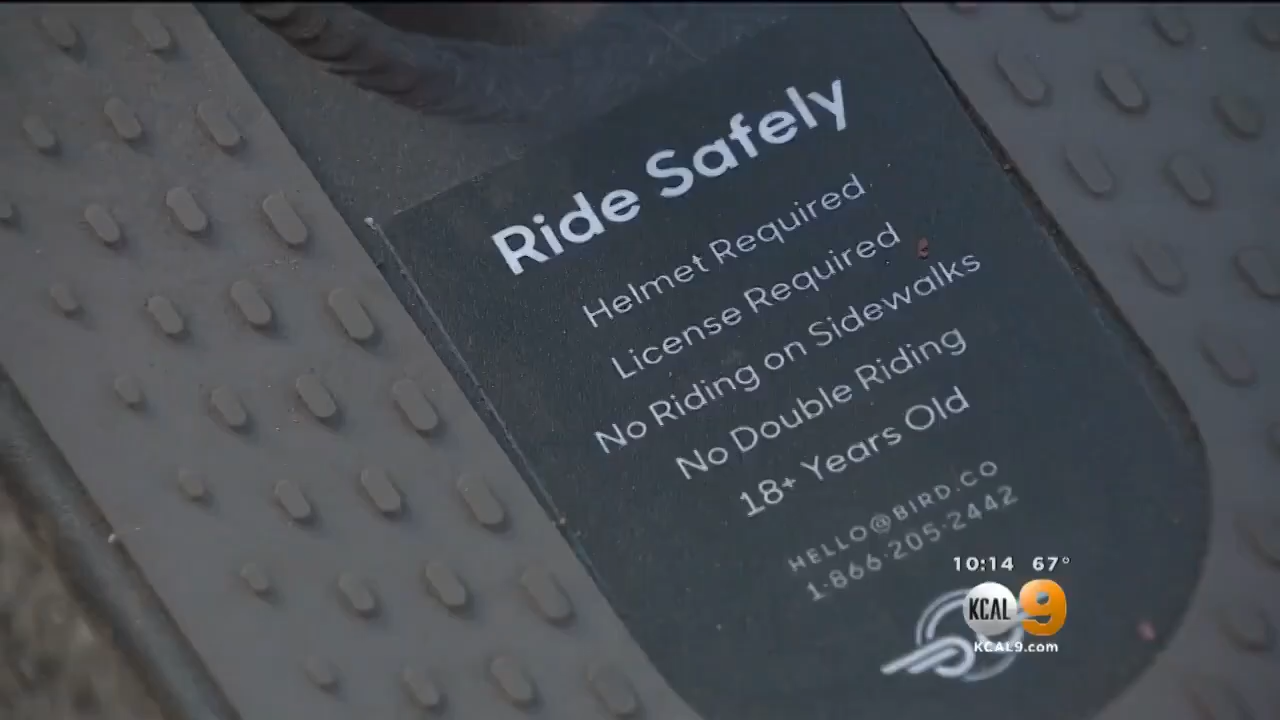 Ride Safely
Helmet Required
License Required
No Riding on Sidewalks
No Double Riding
18+ Years Old
HELLO@BIRD.CO
1·866·205·2442
10:14 67°
KCAL 9
KCAL9.com